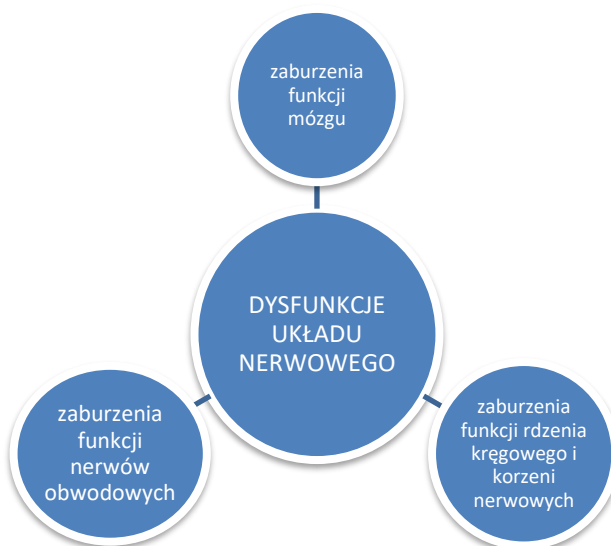 zaburzenia
funkcji
mózgu
DYSFUNKCJE
UKŁADU
NERWOWEGO
zaburzenia
funkcji
nerwów
obwodowych
zaburzenia
funkcji rdzenia
kręgowego i
korzeni
nerwowych